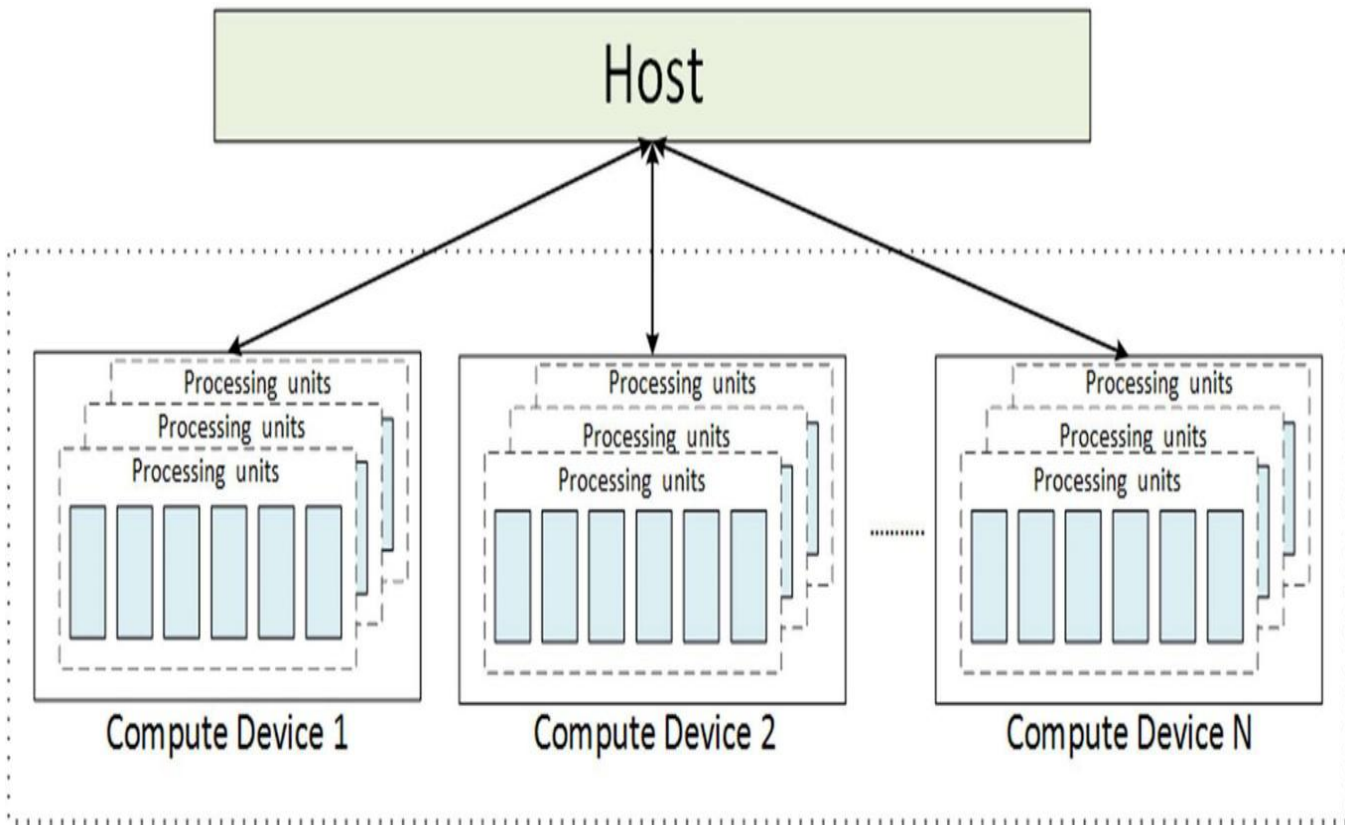 Host
Processing units
Processing units
Processing units
Compute Device 1
Processing units
Processing units
Processing units
Compute Device 2
...........
Processing units
Processing units
Processing units
Compute Device N